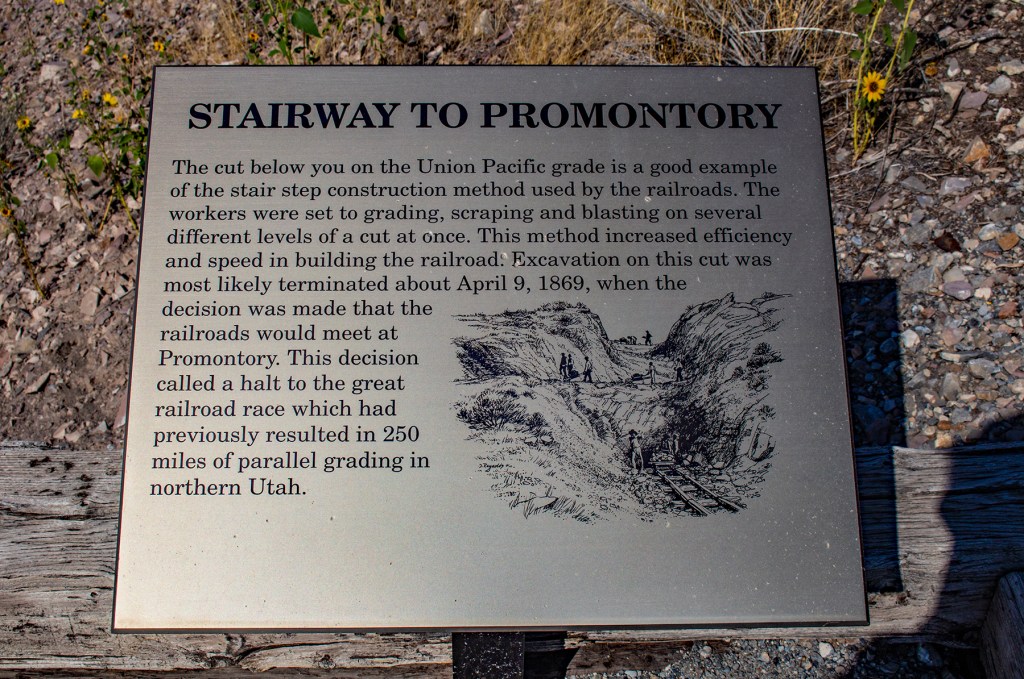 STAIRWAY TO PROMONTORY
The cut below you on the Union Pacific grade is a good example
of the stair step construction method used by the railroads. The
workers were set to grading, scraping and blasting on several
different levels of a cut at once. This method increased efficiency
and speed in building the railroad. Excavation on this cut was
most likely terminated about April 9, 1869, when the
decision was made that the
railroads would meet at
Promontory. This decision
called a halt to the great
railroad race which had
previously resulted in 250
miles of parallel grading in
northern Utah.